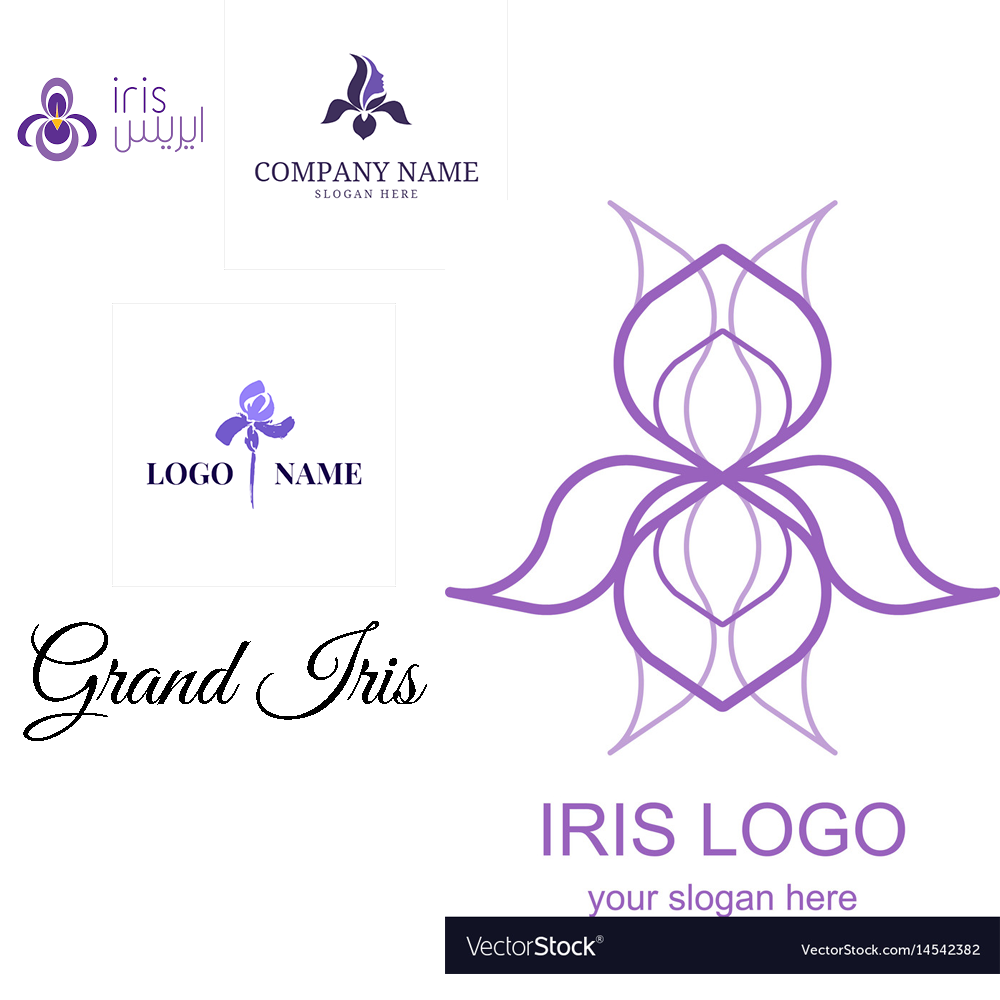 iris
ايريس
COMPANY NAME
SLOGAN HERE
LOGO NAME
Grand Iris
IRIS LOGO
your slogan here
VectorStock®
VectorStock.com/14542382